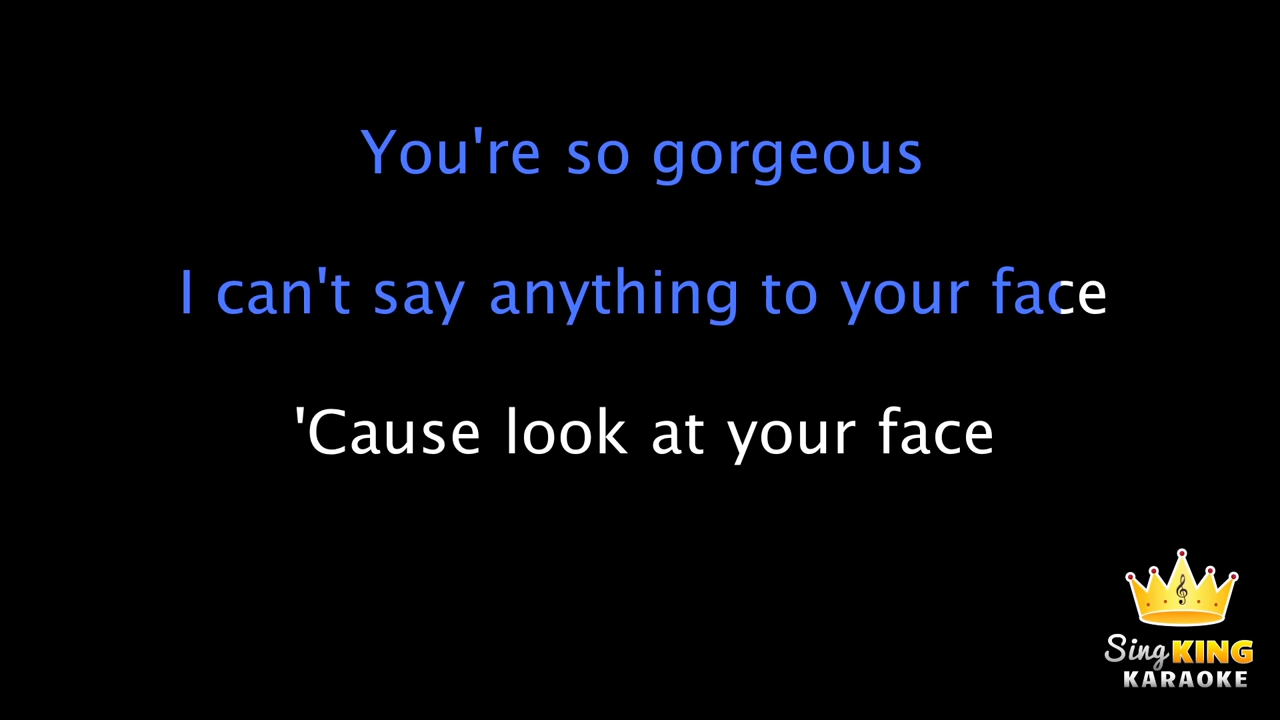 You're so gorgeous
I can't say anything to your face
'Cause look at your face
Sing KING
KARAOKE